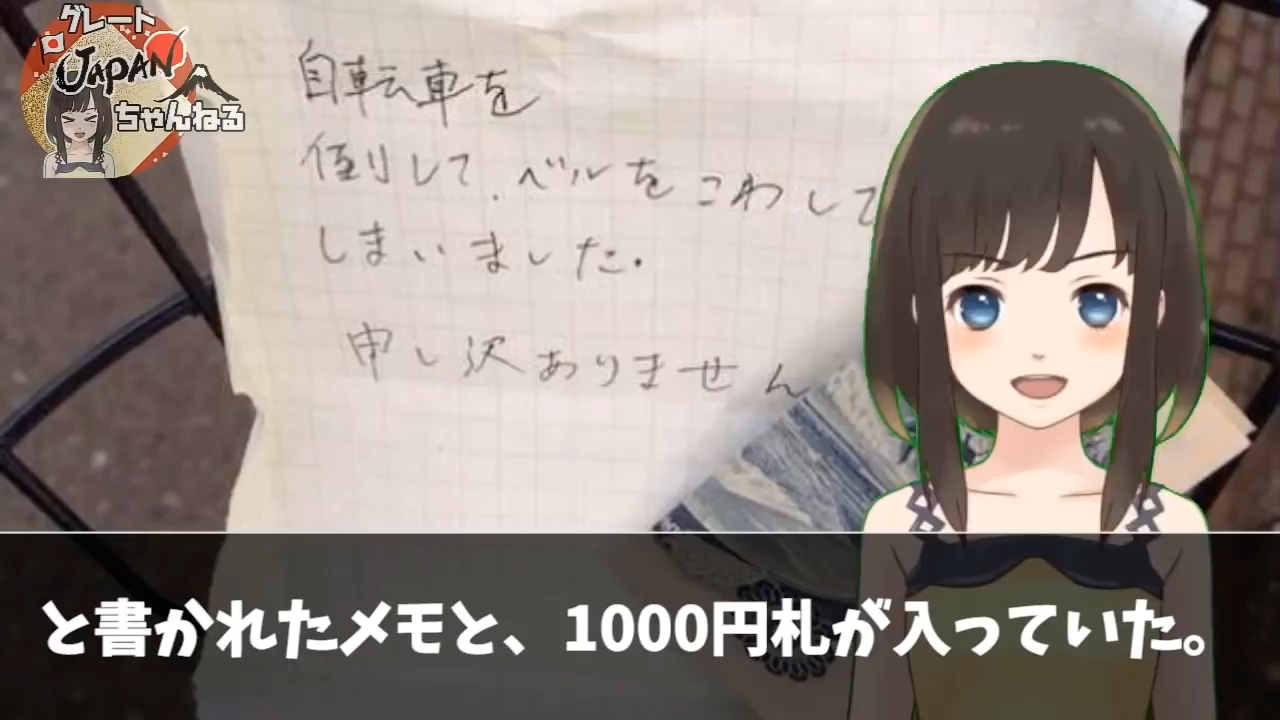 グレート
JAPAN
ちゃんねる
自転車を
倒して、ベルをこわして
しまいました.
申し訳ありません
と書かれたメモと、1000円札が入っていた。